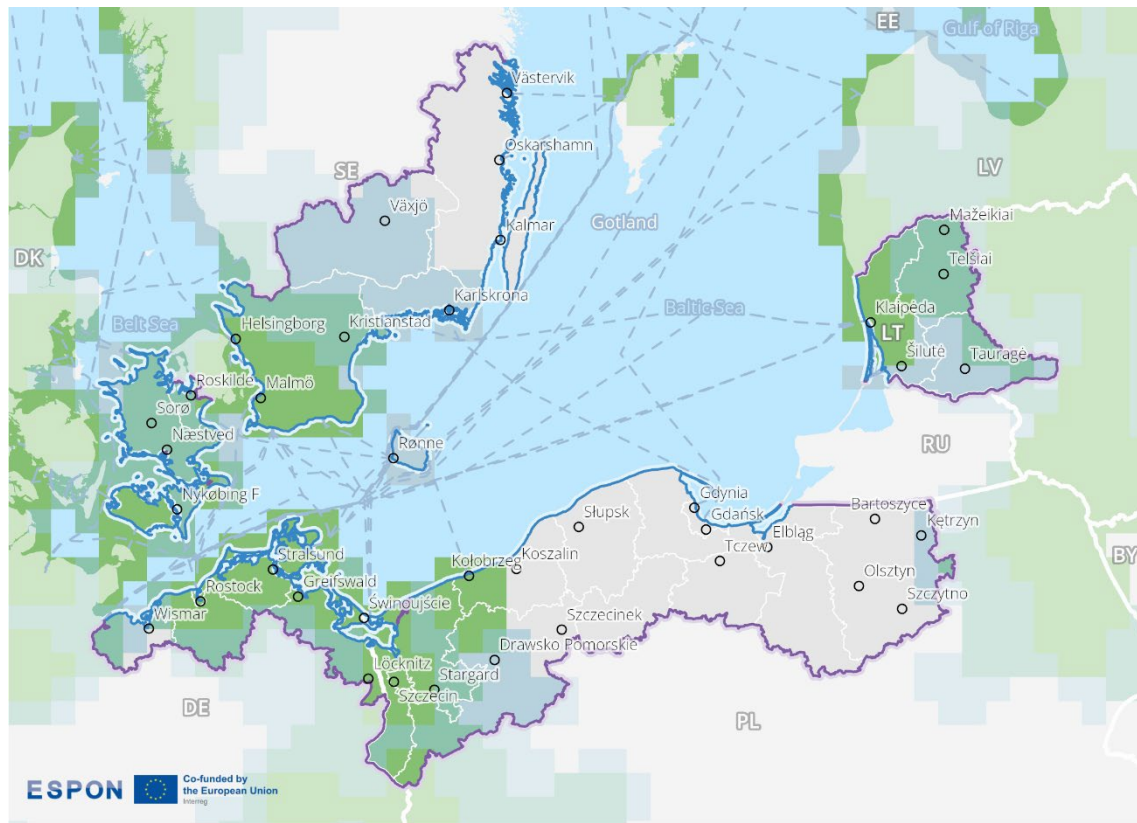 EE
Gulf of Riga
Västervik
Oskarshamn
SE
LV
Växjö
Gotland
Mažeikiai
Kalmar
DK
Telšiai
Karlskrona
Baltic Sea
Klaipėda
Belt Sea
Helsingborg
Kristianstad
LT
Šilutė
Tauragė
Roskilde
Malmö
Sorø
Næstved
Rønne
RU
Nykøbing F
Gdynia
Bartoszyce
Słupsk
Gdańsk
Kętrzyn
Elbląg
Tczew
BY
Stralsund
Kołobrzeg
Koszalin
Rostock
Greifswald
Olsztyn
Świnoujście
Szczytno
Wismar
Szczecinek
Drawsko Pomorskie
Löcknitz
Stargard
Szczecin
DE
PL
ESPON
Co-funded by
the European Union
Interreg